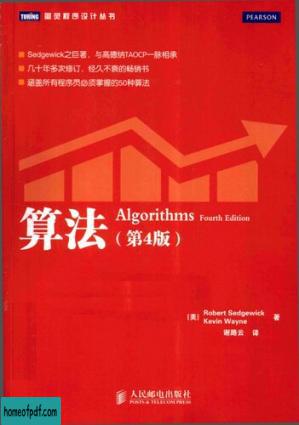 TURING 图灵程序设计丛书
PEARSON
Sedgewick之巨著，与高德纳TAOCP一脉相承
几十年多次修订，经久不衰的畅销书
涵盖所有程序员必须掌握的50种算法
Algorithms Fourth Edition
算法（第4版）
［美］ Robert Sedgewick
Kevin Wayne 著
谢路云 译
人民邮电出版社
POSTS & TELECOM PRESS
homeofpdf.com